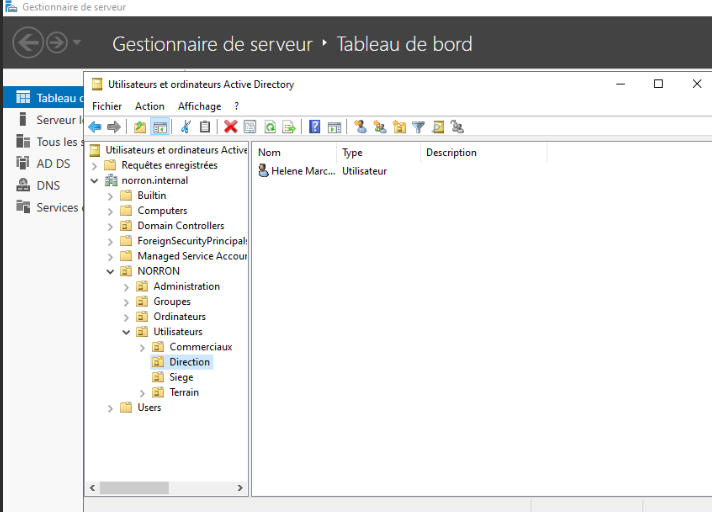 Gestionnaire de serveur
Gestionnaire de serveur • Tableau de bord
Tableau d
Serveur l
Tous les s
AD DS
DNS
Services
Utilisateurs et ordinateurs Active Directory
Fichier Action Affichage ?
Utilisateurs et ordinateurs Active
Requêtes enregistrées
norron.internal
Builtin
Computers
Domain Controllers
ForeignSecurityPrincipals
Managed Service Accour
NORRON
Administration
Groupes
Ordinateurs
Utilisateurs
Commerciaux
Direction
Siege
Terrain
Users
Nom Type Description
Helene Marc... Utilisateur